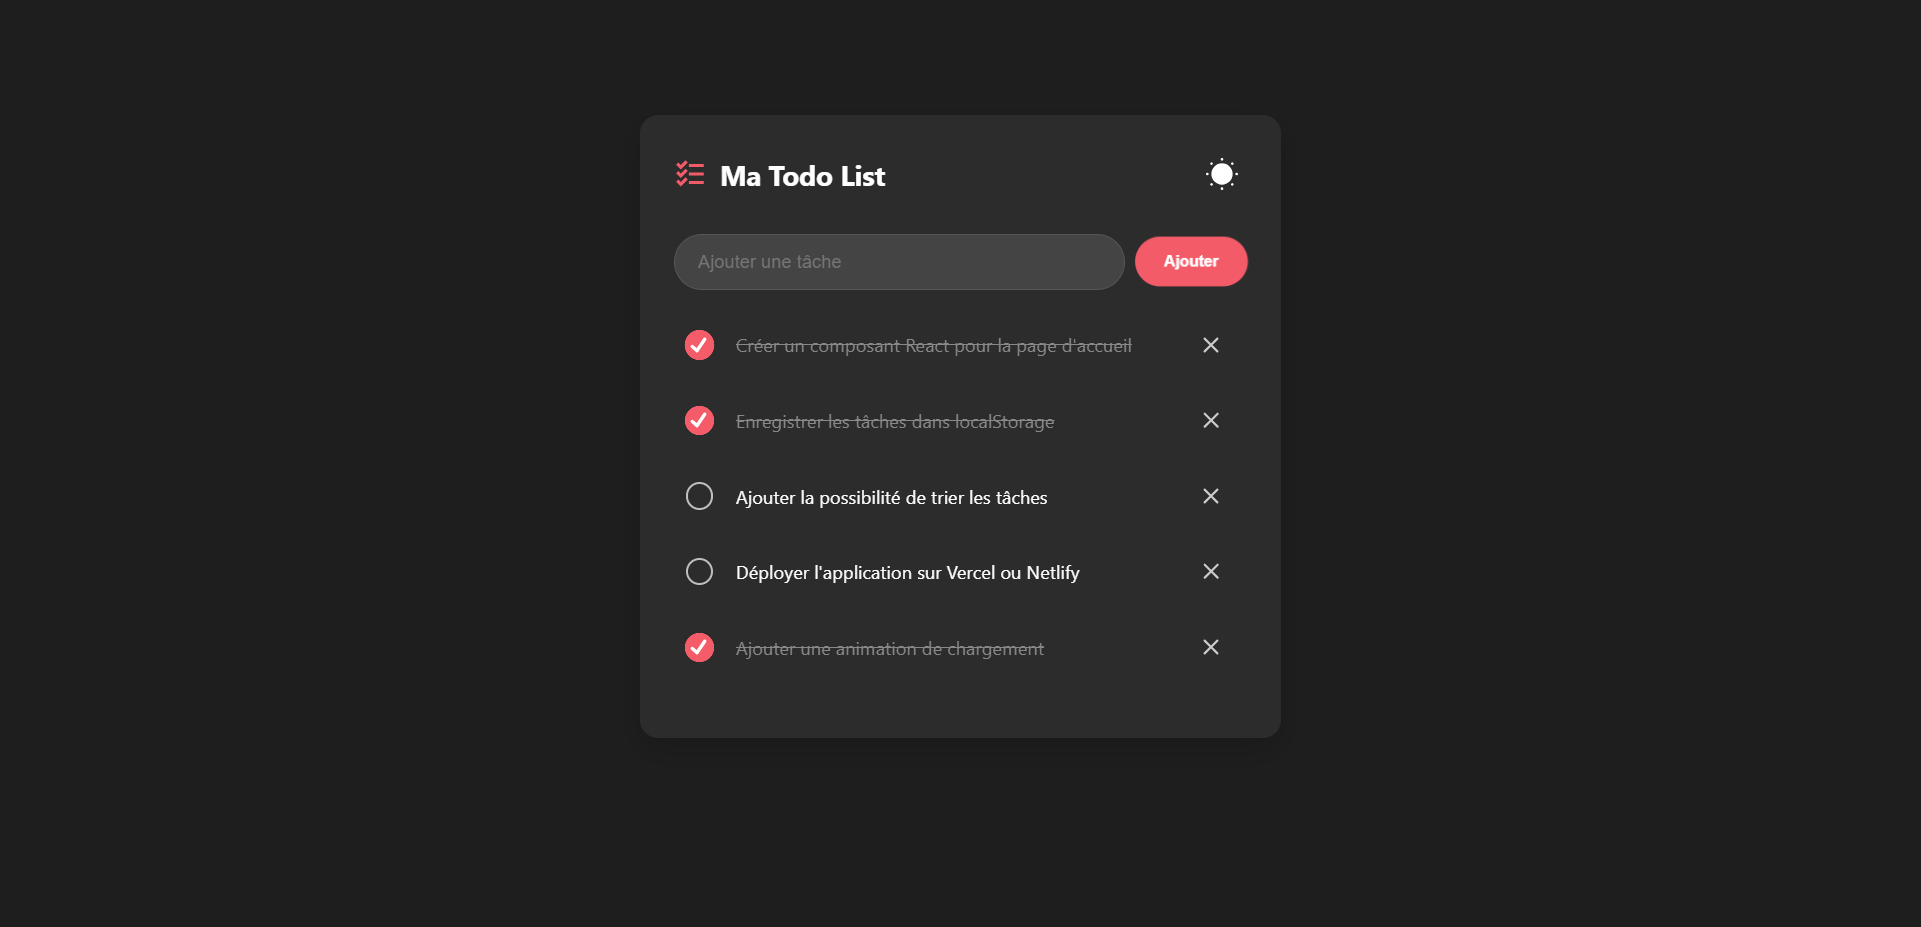 Ma Todo List
Ajouter une tâche
Ajouter
Créer un composant React pour la page d'accueil
Enregistrer les tâches dans localStorage
Ajouter la possibilité de trier les tâches
Déployer l'application sur Vercel ou Netlify
Ajouter une animation de chargement